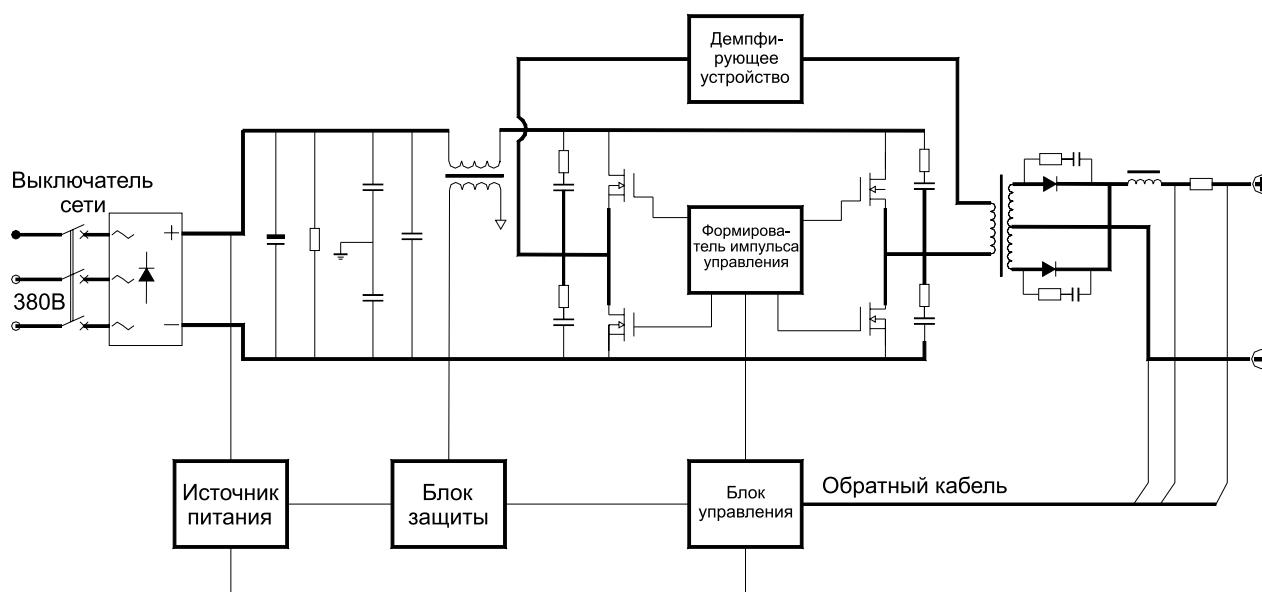 Демпфи-
рующее
устройство
Выключатель
сети
380В
Формирова-
тель импульса
управления
Источник
питания
Блок
защиты
Блок
управления
Обратный кабель